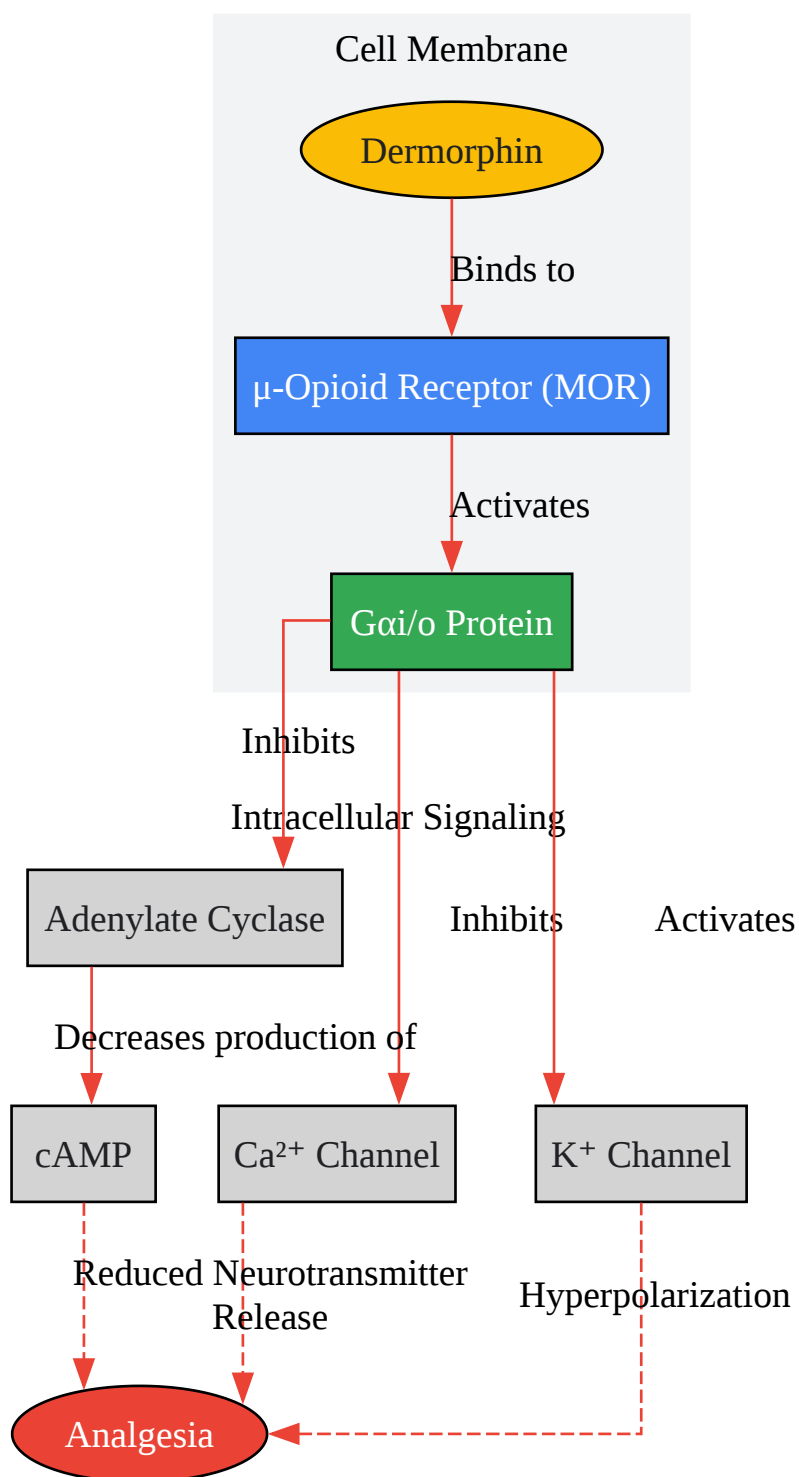 Cell Membrane
Dermorphin
Binds to
μ-Opioid Receptor (MOR)
Activates
Gαi/o Protein
Inhibits
Intracellular Signaling
Adenylate Cyclase
Inhibits
Activates
Decreases production of
cAMP
Ca²⁺ Channel
K⁺ Channel
Reduced Neurotransmitter
Release
Hyperpolarization
Analgesia